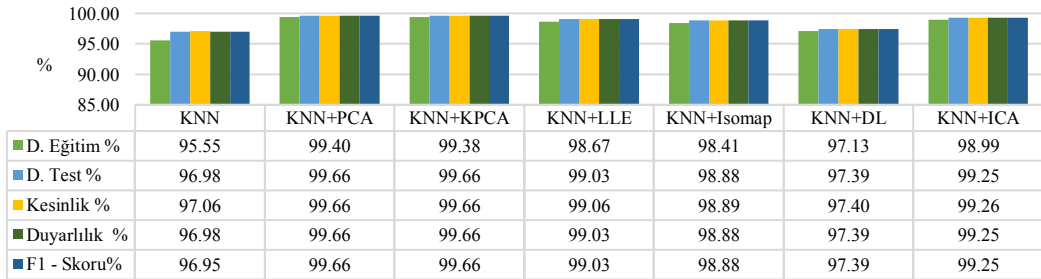 100.00
95.00
%
90.00
85.00
KNN KNN+PCA KNN+KPCA KNN+LLE KNN+Isomap KNN+DL KNN+ICA
D. Eğitim % 95.55 99.40 99.38 98.67 98.41 97.13 98.99
D. Test % 96.98 99.66 99.66 99.03 98.88 97.39 99.25
Kesinlik % 97.06 99.66 99.66 99.06 98.89 97.40 99.26
Duyarlılık % 96.98 99.66 99.66 99.03 98.88 97.39 99.25
F1 - Skoru% 96.95 99.66 99.66 99.03 98.88 97.39 99.25